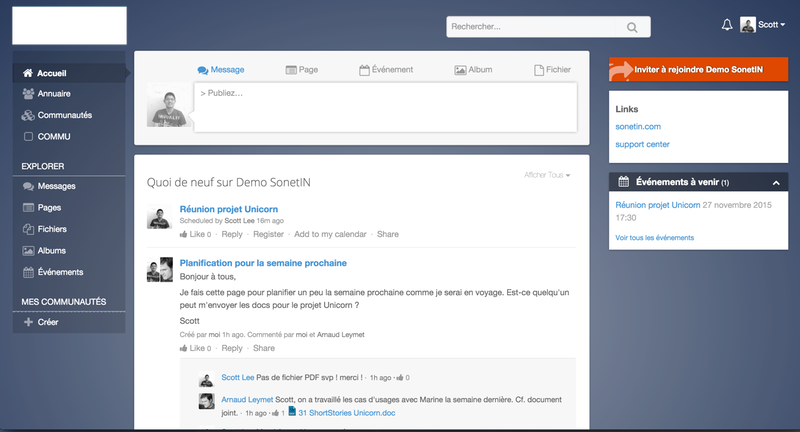 Rechercher...
Scott
Accueil
Annuaire
Communautés
COMMU
EXPLORER
Messages
Pages
Fichiers
Albums
Événements
MES COMMUNAUTÉS
Créer
Message
Page
Événement
Album
Fichier
> Publiez…
Quoi de neuf sur Demo SonetIN
Afficher Tous
Réunion projet Unicorn
Scheduled by Scott Lee 16m ago
Like 0 · Reply · Register · Add to my calendar · Share
Planification pour la semaine prochaine
Bonjour à tous,
Je fais cette page pour planifier un peu la semaine prochaine comme je serai en voyage. Est-ce quelqu'un
peut m'envoyer les docs pour le projet Unicorn ?
Scott
Créé par moi 1h ago. Commenté par moi et Arnaud Leymet
Like 0 · Reply · Share
Scott Lee Pas de fichier PDF svp ! merci ! · 1h ago · 0
Arnaud Leymet Scott, on a travaillé les cas d'usages avec Marine la semaine dernière. Cf. document
joint. · 1h ago · 1 31 ShortStories Unicorn.doc
Inviter à rejoindre Demo SonetIN
Links
sonetin.com
support center
Événements à venir (1)
Réunion projet Unicorn 27 novembre 2015
17:30
Voir tous les événements